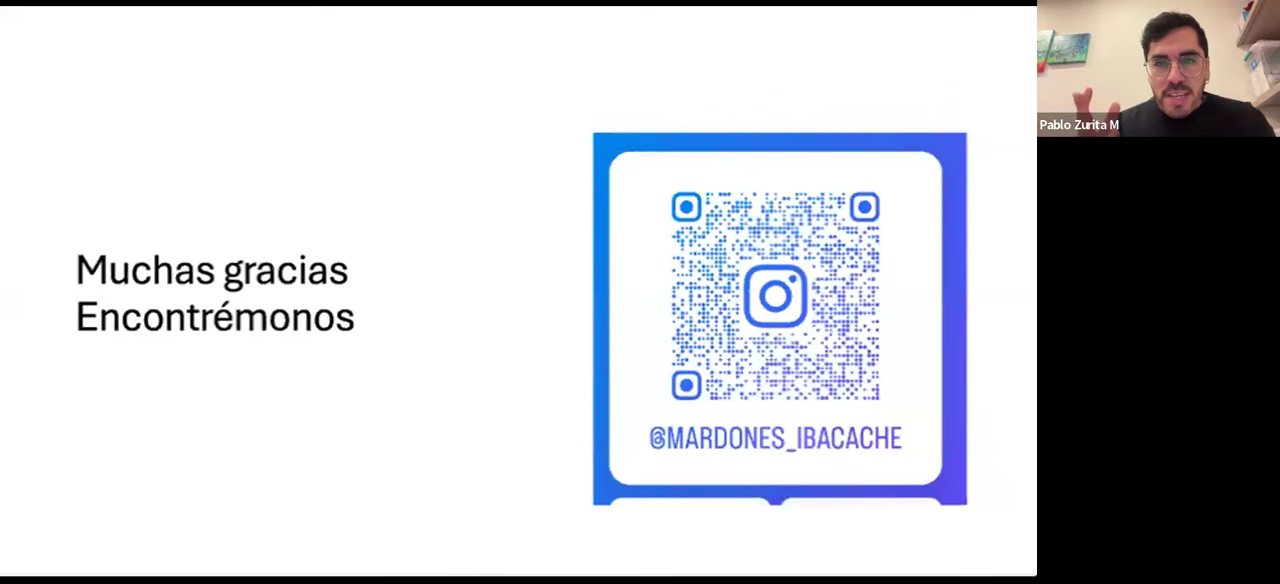 Muchas gracias
Encontrémonos
@MARDONES_IBACACHE
Pablo Zurita M